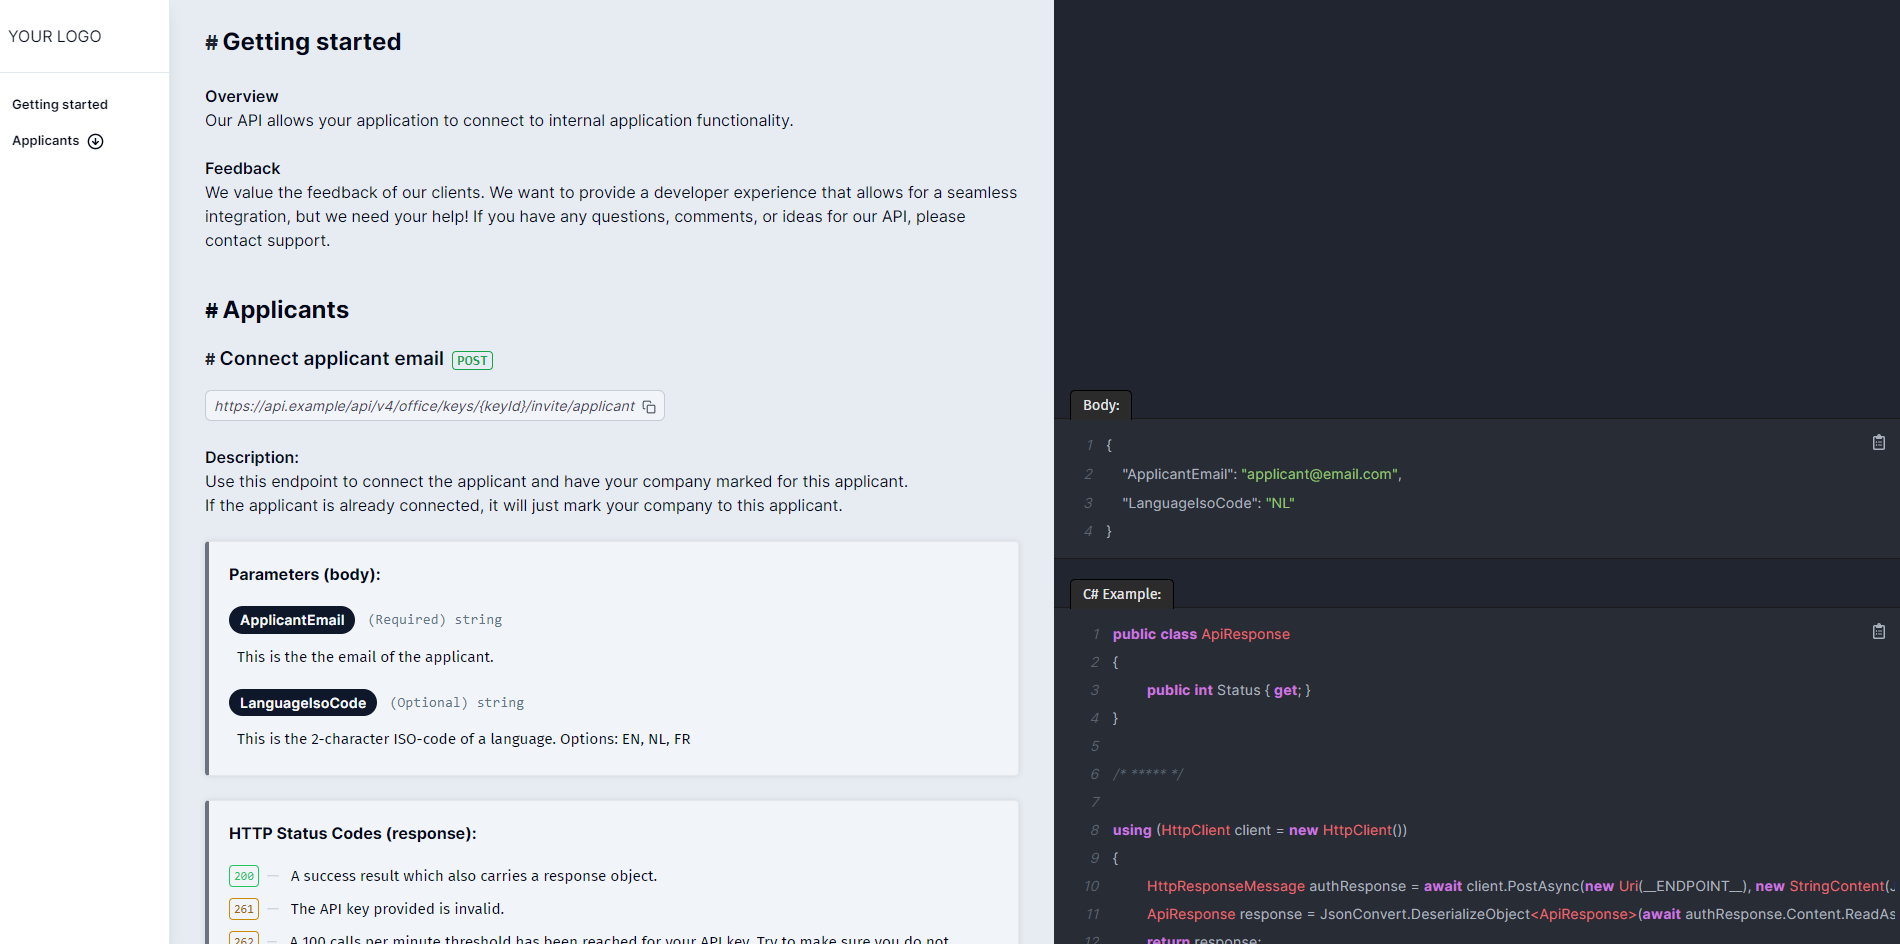 YOUR LOGO
Getting started
Applicants
# Getting started
Overview
Our API allows your application to connect to internal application functionality.
Feedback
We value the feedback of our clients. We want to provide a developer experience that allows for a seamless
integration, but we need your help! If you have any questions, comments, or ideas for our API, please
contact support.
# Applicants
# Connect applicant email POST
https://api.example/api/v4/office/keys/{keyId}/invite/applicant
Description:
Use this endpoint to connect the applicant and have your company marked for this applicant.
If the applicant is already connected, it will just mark your company to this applicant.
Parameters (body):
ApplicantEmail (Required) string
This is the the email of the applicant.
LanguageIsoCode (Optional) string
This is the 2-character ISO-code of a language. Options: EN, NL, FR
HTTP Status Codes (response):
200 — A success result which also carries a response object.
261 — The API key provided is invalid.
262 — A 100 calls per minute threshold has been reached for your API key. Try to make sure you do not
Body:
1 {
2 "ApplicantEmail": "applicant@email.com",
3 "LanguageIsoCode": "NL"
4 }
C# Example:
1 public class ApiResponse
2 {
3 public int Status { get; }
4 }
5
6 /* ***** */
7
8 using (HttpClient client = new HttpClient())
9 {
10 HttpResponseMessage authResponse = await client.PostAsync(new Uri(__ENDPOINT__), new StringContent(
11 ApiResponse response = JsonConvert.DeserializeObject<ApiResponse>(await authResponse.Content.ReadAs
12 return response;